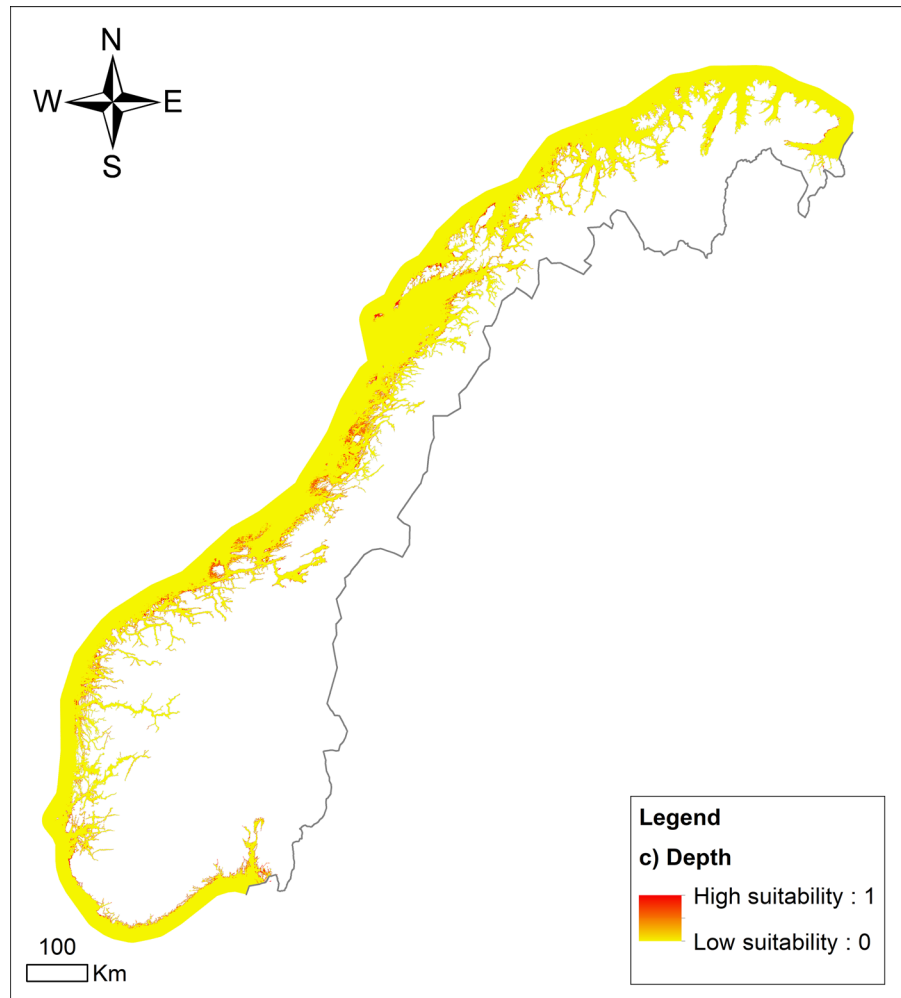 N
W E
S
Legend
c) Depth
High suitability : 1
Low suitability : 0
100
Km